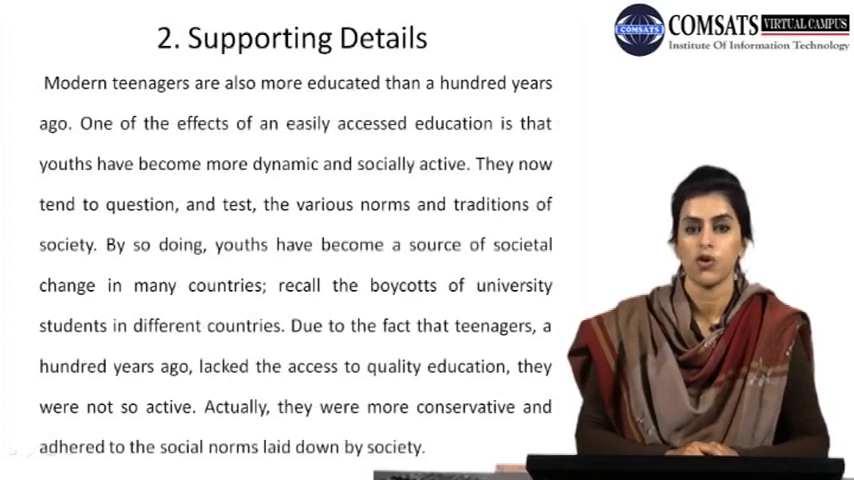 2. Supporting Details
COMSATS
COMSATS VIRTUAL CAMPUS
Institute Of Information Technology
Modern teenagers are also more educated than a hundred years
ago. One of the effects of an easily accessed education is that
youths have become more dynamic and socially active. They now
tend to question, and test, the various norms and traditions of
society. By so doing, youths have become a source of societal
change in many countries; recall the boycotts of university
students in different countries. Due to the fact that teenagers, a
hundred years ago, lacked the access to quality education, they
were not so active. Actually, they were more conservative and
adhered to the social norms laid down by society.